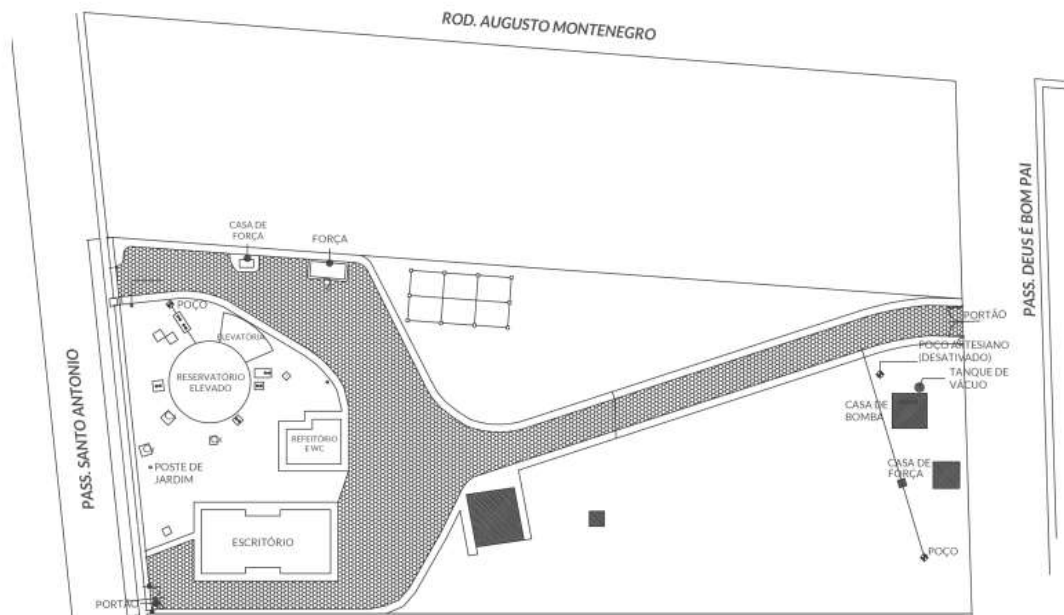 ROD. AUGUSTO MONTENEGRO
PASS. SANTO ANTONIO
PASS. DEUS É BOM PAI
CASA DE
FORÇA
FORÇA
POÇO
ELEVATÓRIA
RESERVATÓRIO
ELEVADO
REFEITÓRIO
E WC
POSTE DE
JARDIM
ESCRITÓRIO
PORTÃO
PORTÃO
POÇO ARTESIANO
(DESATIVADO)
TANQUE DE
VÁCUO
CASA DE
BOMBA
CASA DE
FORÇA
POÇO